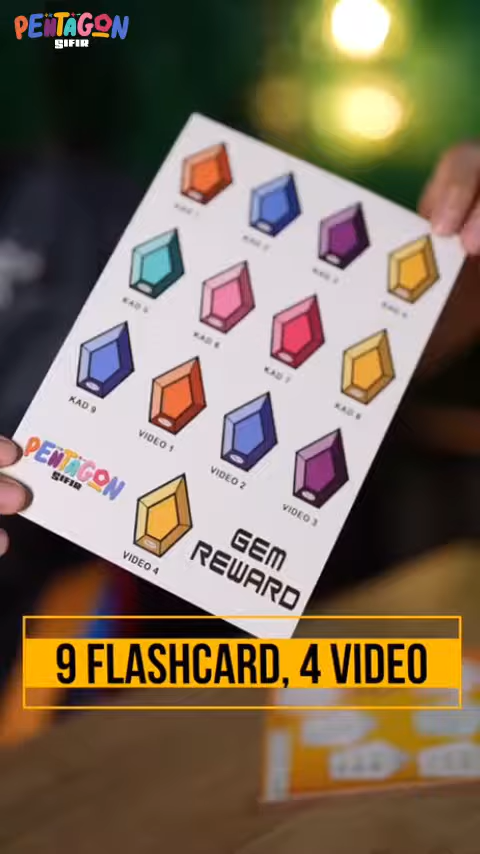 PENTAGON
SIFIR
KAD 1
KAD 2
KAD 3
KAD 4
KAD 5
KAD 6
KAD 7
KAD 8
KAD 9
VIDEO 1
VIDEO 2
VIDEO 3
PENTAGON
SIFIR
VIDEO 4
GEM
REWARD
9 FLASHCARD, 4 VIDEO